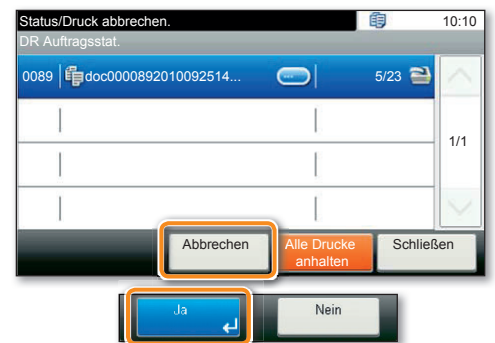 Status/Druck abbrechen. 10:10
DR Auftragsstat.
0089 doc0000892010092514... 5/23
1/1
Abbrechen Alle Drucke anhalten Schließen
Ja Nein